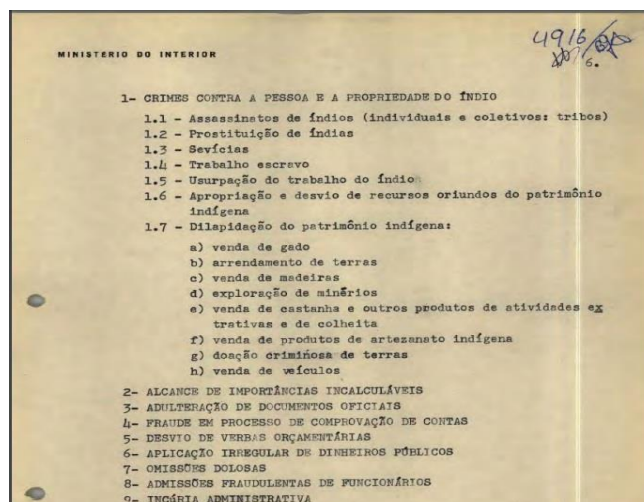 MINISTERIO DO INTERIOR
4916
6.
1- CRIMES CONTRA A PESSOA E A PROPRIEDADE DO ÍNDIO
1.1 - Assassinatos de índios (individuais e coletivos: tribos)
1.2 - Prostituição de índias
1.3 - Sevícias
1.4 - Trabalho escravo
1.5 - Usurpação do trabalho do índio
1.6 - Apropriação e desvio de recursos oriundos do patrimônio
indígena
1.7 - Dilapidação do patrimônio indígena:
a) venda de gado
b) arrendamento de terras
c) venda de madeiras
d) exploração de minérios
e) venda de castanha e outros produtos de atividades ex
trativas e de colheita
f) venda de produtos de artezanato indígena
g) doação criminosa de terras
h) venda de veículos
2- ALCANCE DE IMPORTÂNCIAS INCALCULÁVEIS
3- ADULTERAÇÃO DE DOCUMENTOS OFICIAIS
4- FRAUDE EM PROCESSO DE COMPROVAÇÃO DE CONTAS
5- DESVIO DE VERBAS ORÇAMENTÁRIAS
6- APLICAÇÃO IRREGULAR DE DINHEIROS PÚBLICOS
7- OMISSÕES DOLOSAS
8- ADMISSÕES FRAUDULENTAS DE FUNCIONÁRIOS
9- INCÚRIA ADMINISTRATIVA